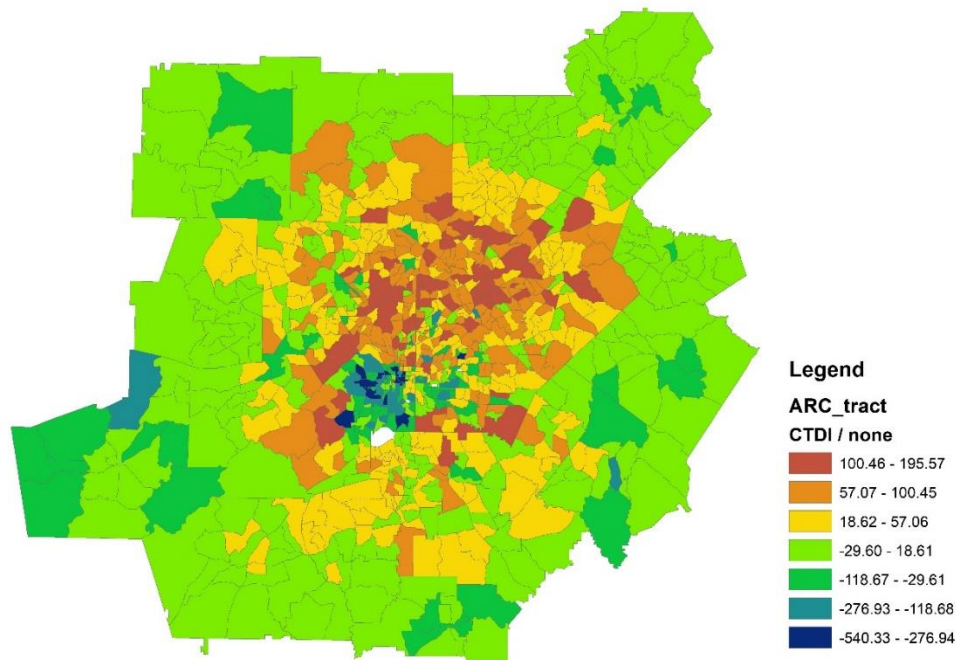 Legend
ARC_tract
CTDI / none
100.46 - 195.57
57.07 - 100.45
18.62 - 57.06
-29.60 - 18.61
-118.67 - -29.61
-276.93 - -118.68
-540.33 - -276.94